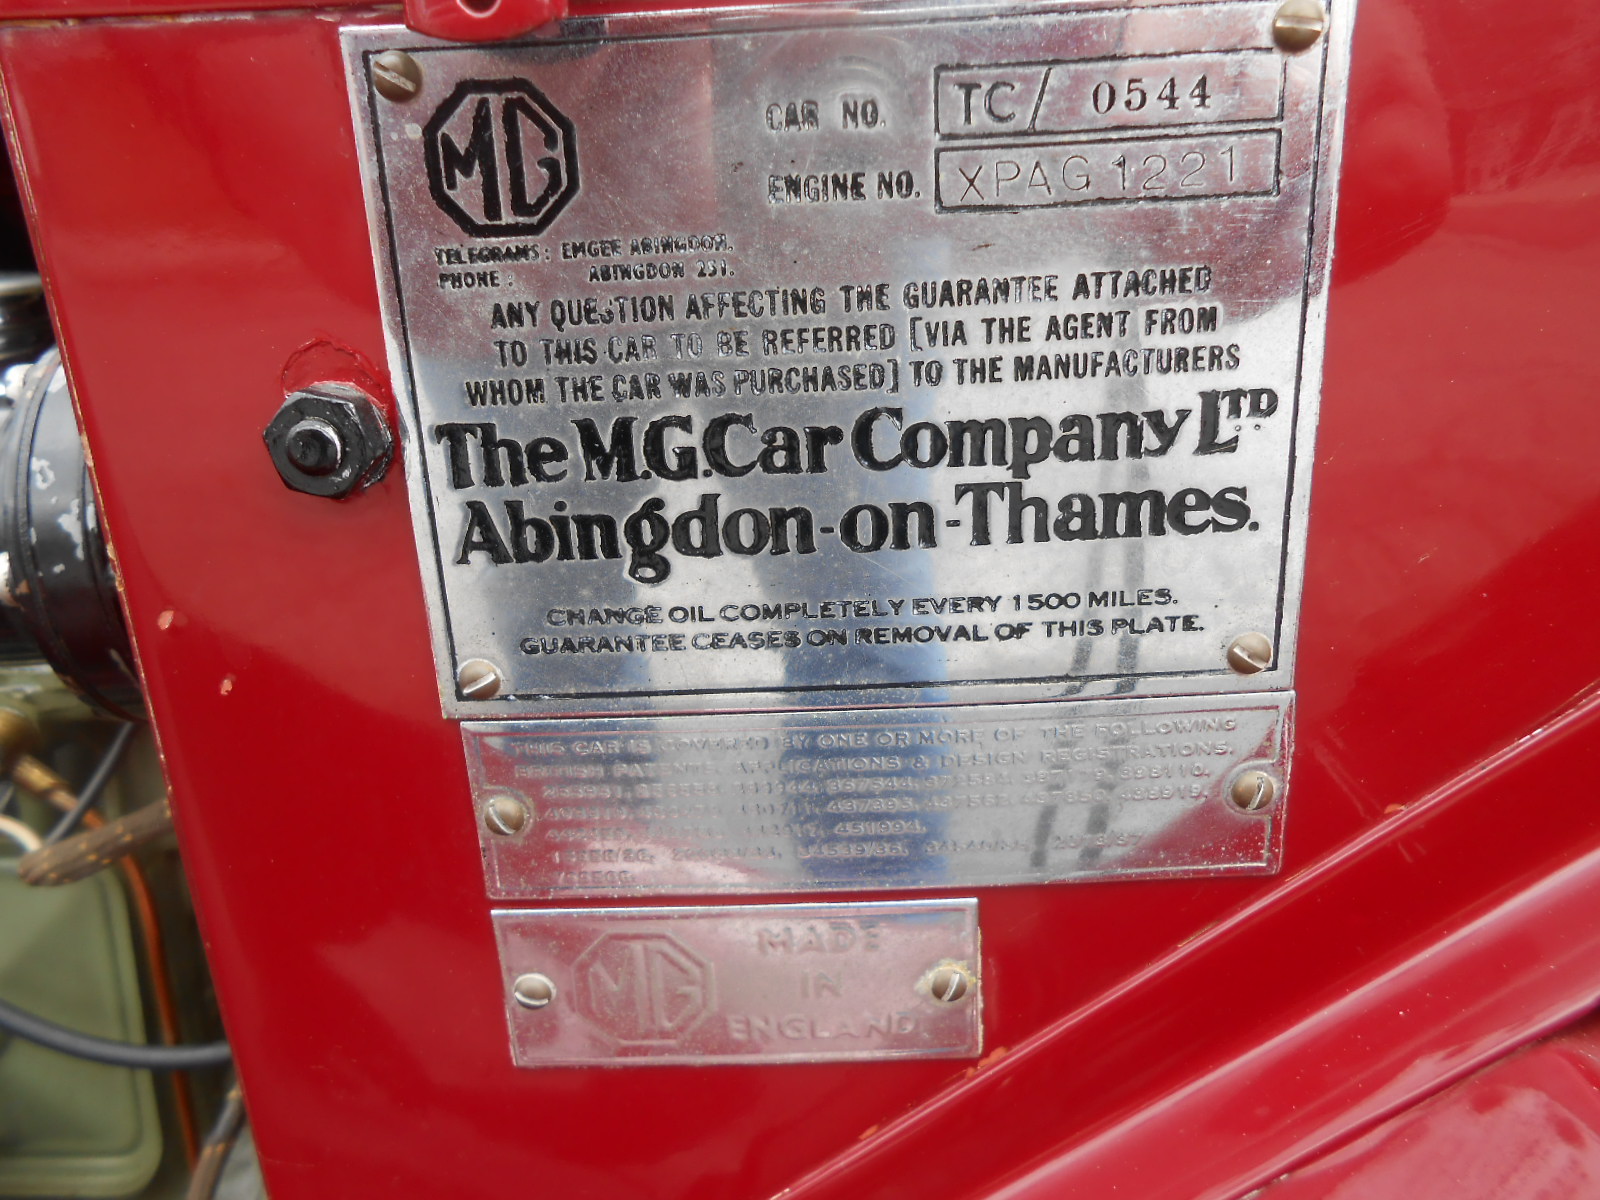 MG
CAR NO. TC/ 0544
ENGINE NO. XPAG 1221
TELEGRAMS: EMGEE ABINGDON.
PHONE: ABINGDON 251.
ANY QUESTION AFFECTING THE GUARANTEE ATTACHED
TO THIS CAR TO BE REFERRED [VIA THE AGENT FROM
WHOM THE CAR WAS PURCHASED] TO THE MANUFACTURERS
The M.G. Car Company LTD
Abingdon-on-Thames.
CHANGE OIL COMPLETELY EVERY 1500 MILES.
GUARANTEE CEASES ON REMOVAL OF THIS PLATE.
THIS CAR IS COVERED BY ONE OR MORE OF THE FOLLOWING
BRITISH PATENTS, APPLICATIONS & DESIGN REGISTRATIONS.
367544,
437393,
451994.
MG
MADE
IN
ENGLAND